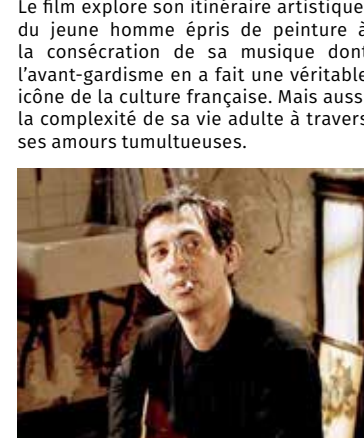 Le film explore son itinéraire artistique
du jeune homme épris de peinture à
la consécration de sa musique dont
l'avant-gardisme en a fait une véritable
icône de la culture française. Mais auss
la complexité de sa vie adulte à travers
ses amours tumultueuses.